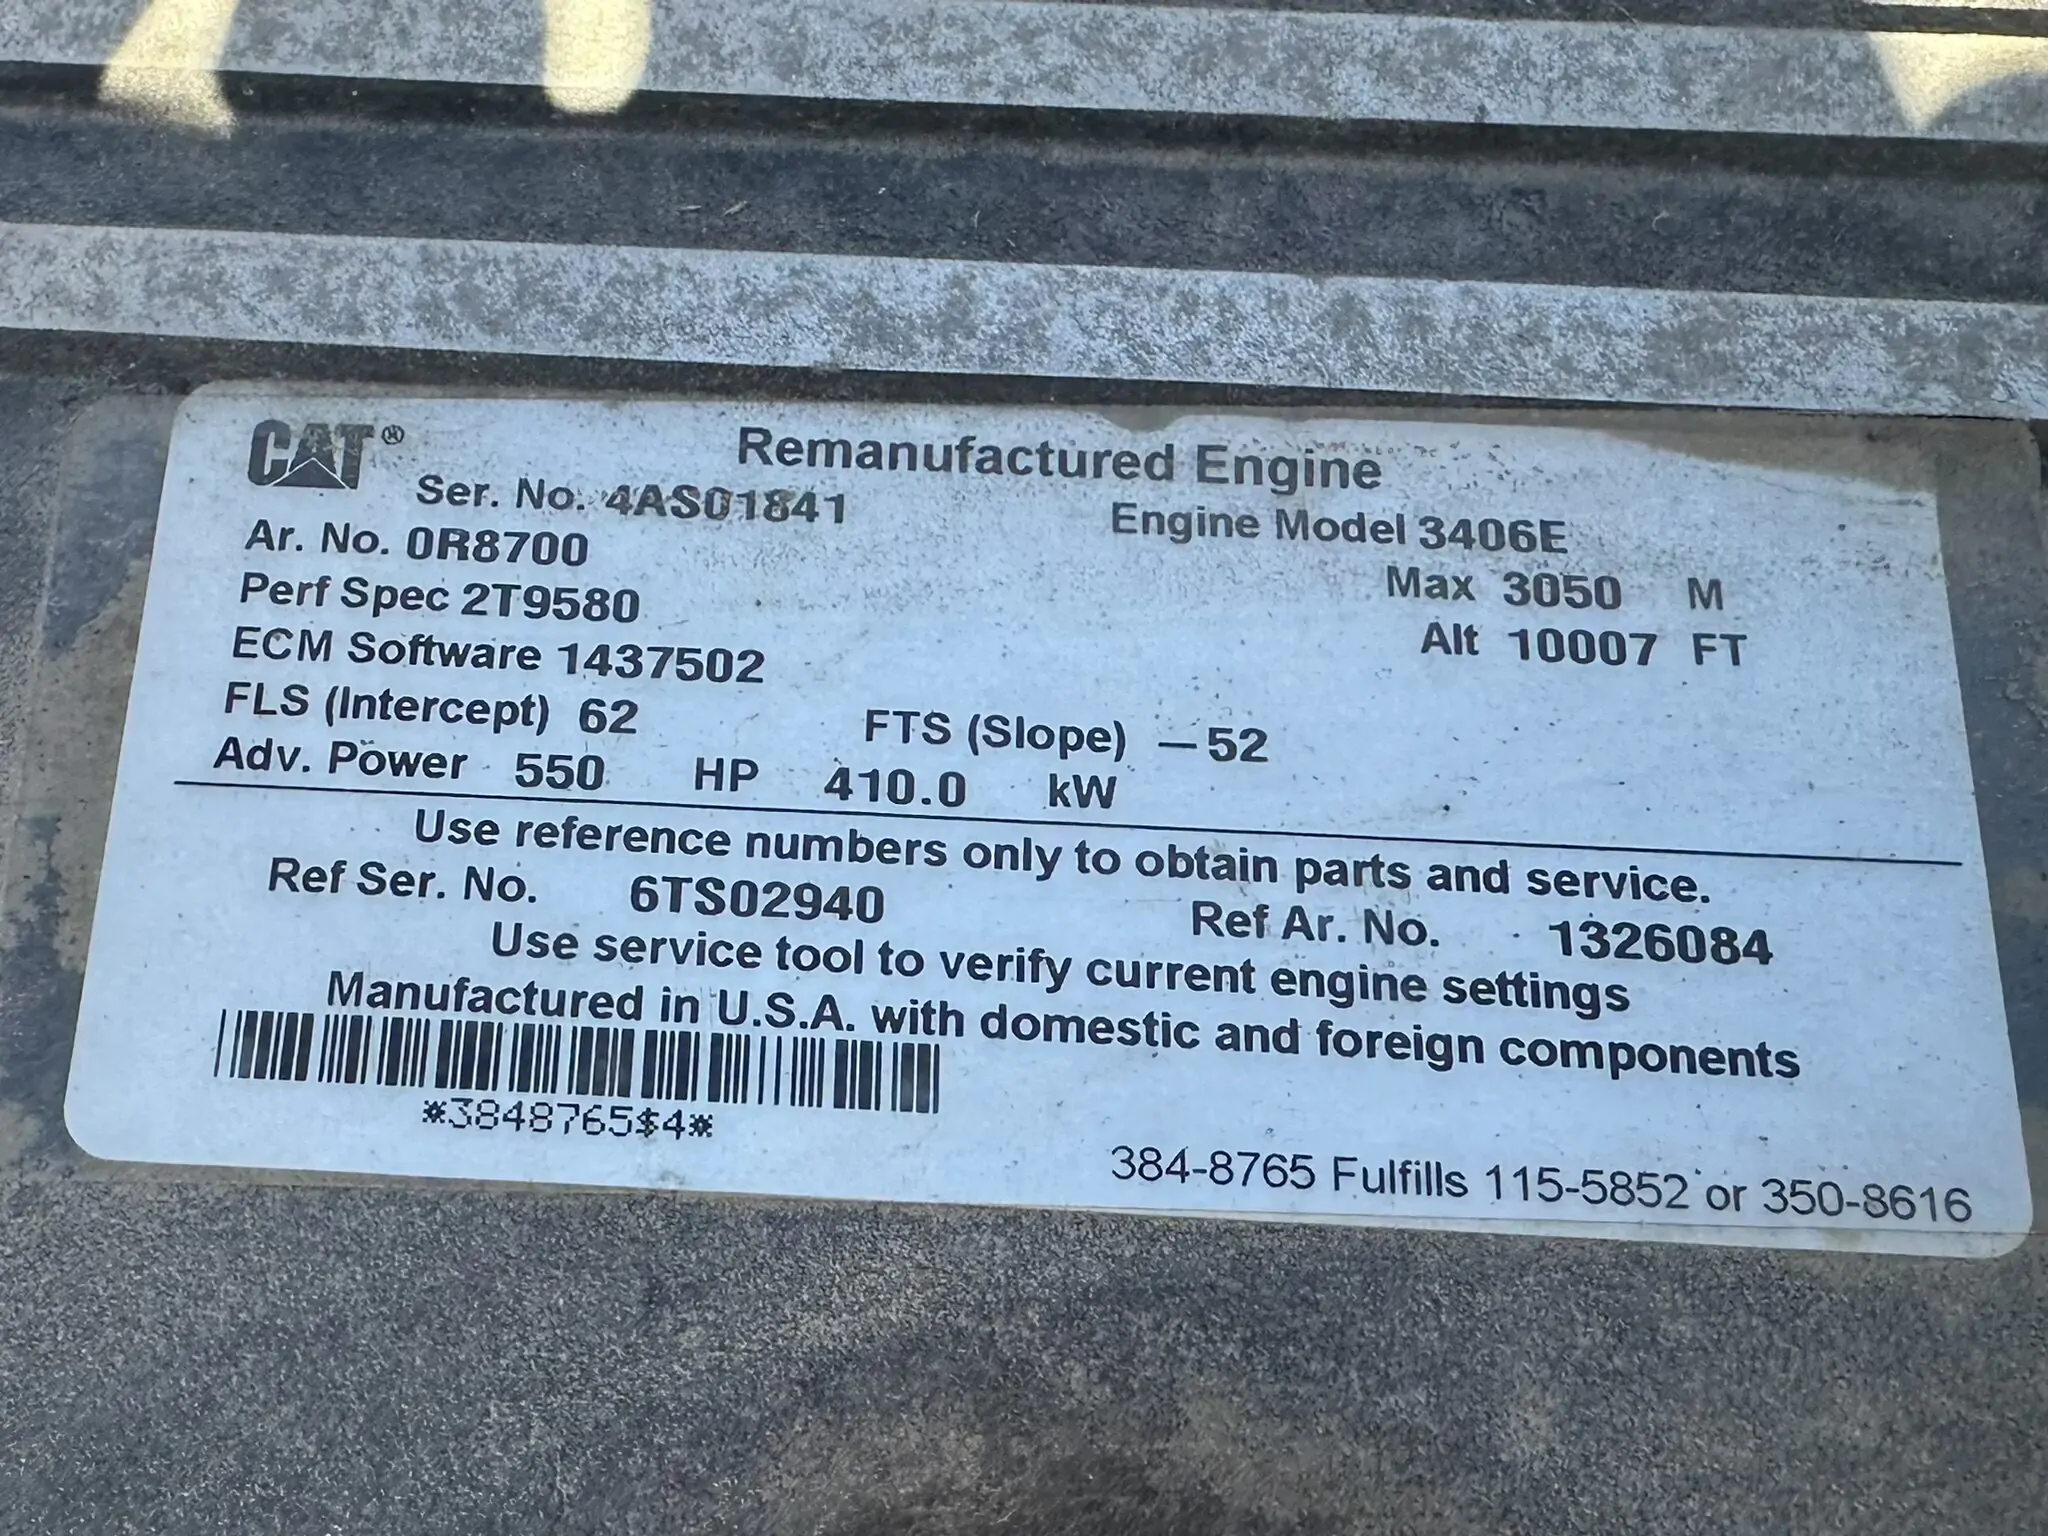 CAT® Remanufactured Engine
Ser. No. 4AS01841 Engine Model 3406E
Ar. No. 0R8700 Max 3050 M
Perf Spec 2T9580 Alt 10007 FT
ECM Software 1437502
FLS (Intercept) 62 FTS (Slope) -52
Adv. Power 550 HP 410.0 kW
Use reference numbers only to obtain parts and service.
Ref Ser. No. 6TS02940 Ref Ar. No. 1326084
Use service tool to verify current engine settings
Manufactured in U.S.A. with domestic and foreign components
*3848765$4*
384-8765 Fulfills 115-5852 or 350-8616